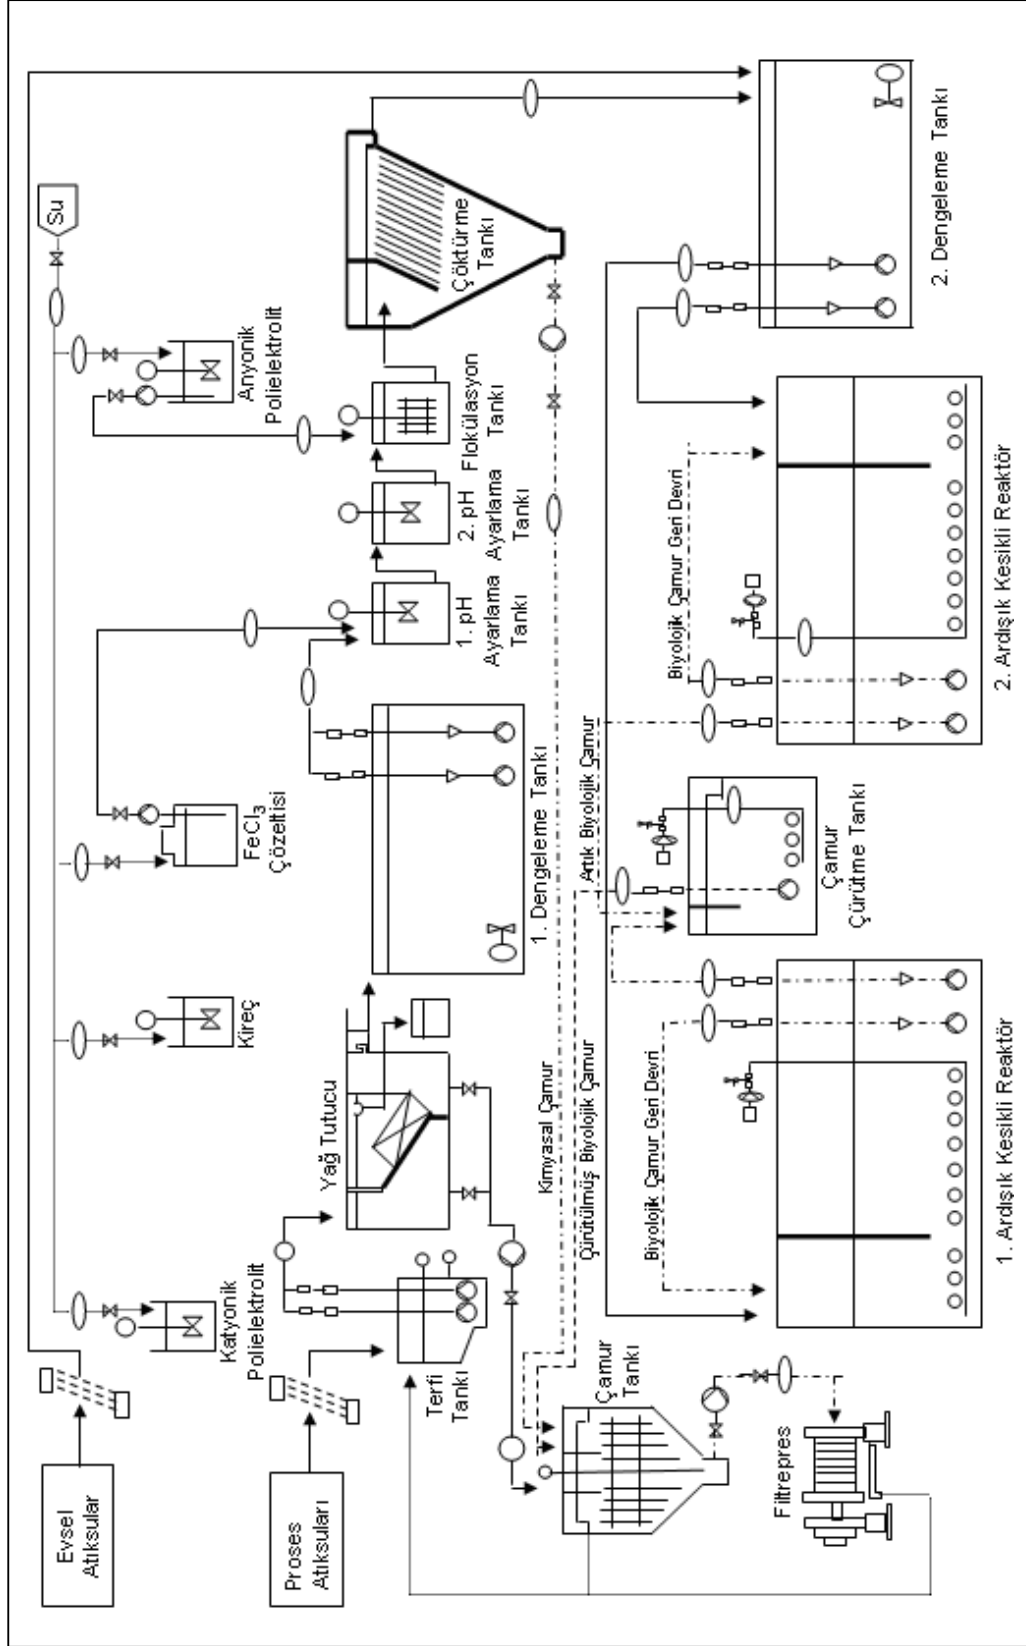 Evsel
Atıksular
Proses
Atıksuları
Katyonik
Polielektrolit
Kireç
FeCl3
Çözeltisi
Anyonik
Polielektrolit
Su
Terfi
Tankı
Yağ Tutucu
1. Dengeleme Tankı
1. pH
Ayarlama
Tankı
2. pH
Ayarlama
Tankı
Flokülasyon
Tankı
Çöktürme
Tankı
Kimyasal Çamur
Çürütülmüş Biyolojik Çamur
Artık Biyolojik Çamur
Biyolojik Çamur Geri Devri
Biyolojik Çamur Geri Devri
Çamur
Tankı
Filtrepres
1. Ardışık Kesikli Reaktör
Çamur
Çürütme Tankı
2. Ardışık Kesikli Reaktör
2. Dengeleme Tankı